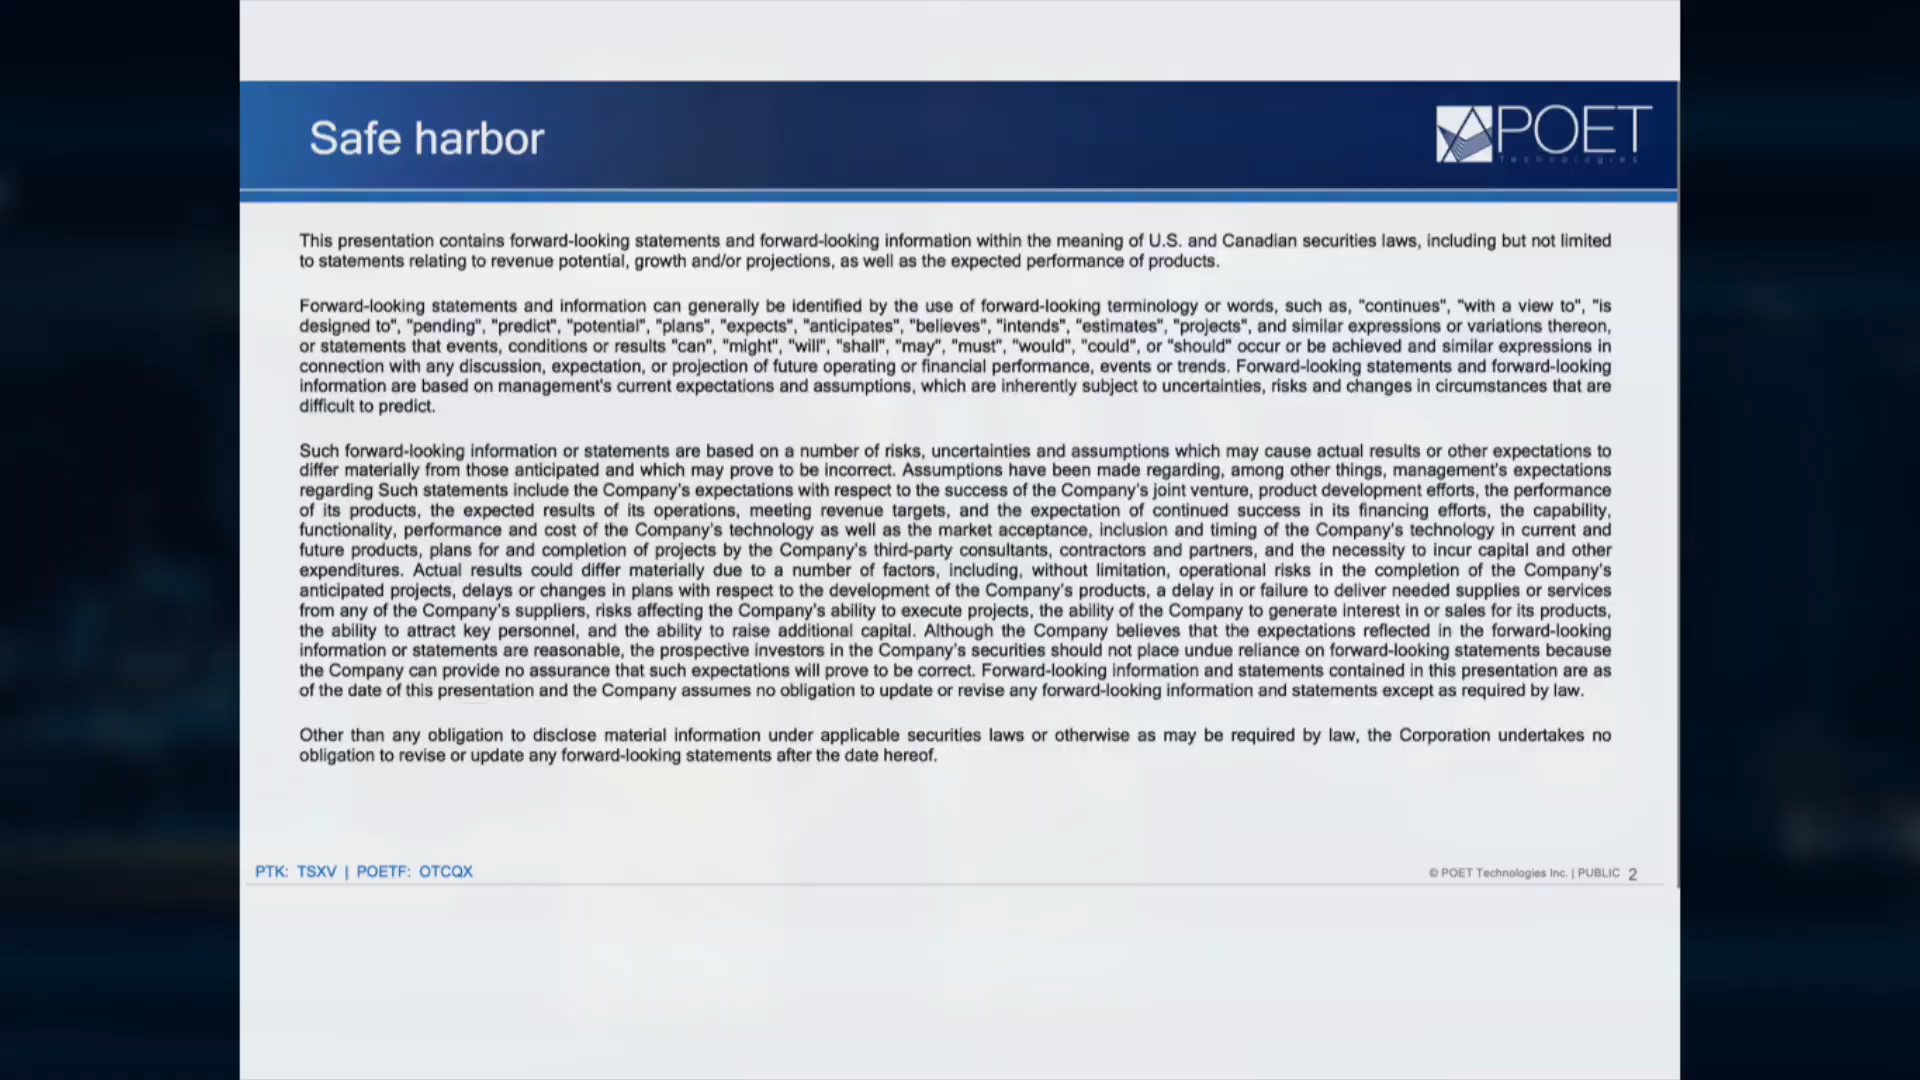 Safe harbor
POET
Technologies
This presentation contains forward-looking statements and forward-looking information within the meaning of U.S. and Canadian securities laws, including but not limited
to statements relating to revenue potential, growth and/or projections, as well as the expected performance of products.
Forward-looking statements and information can generally be identified by the use of forward-looking terminology or words, such as, "continues", "with a view to", "is
designed to", "pending", "predict", "potential", "plans", "expects", "anticipates", "believes", "intends", "estimates", "projects", and similar expressions or variations thereon,
or statements that events, conditions or results "can", "might", "will", "shall", "may", "must", "would", "could", or "should" occur or be achieved and similar expressions in
connection with any discussion, expectation, or projection of future operating or financial performance, events or trends. Forward-looking statements and forward-looking
information are based on management's current expectations and assumptions, which are inherently subject to uncertainties, risks and changes in circumstances that are
difficult to predict.
Such forward-looking information or statements are based on a number of risks, uncertainties and assumptions which may cause actual results or other expectations to
differ materially from those anticipated and which may prove to be incorrect. Assumptions have been made regarding, among other things, management's expectations
regarding Such statements include the Company's expectations with respect to the success of the Company's joint venture, product development efforts, the performance
of its products, the expected results of its operations, meeting revenue targets, and the expectation of continued success in its financing efforts, the capability,
functionality, performance and cost of the Company's technology as well as the market acceptance, inclusion and timing of the Company's technology in current and
future products, plans for and completion of projects by the Company's third-party consultants, contractors and partners, and the necessity to incur capital and other
expenditures. Actual results could differ materially due to a number of factors, including, without limitation, operational risks in the completion of the Company's
anticipated projects, delays or changes in plans with respect to the development of the Company's products, a delay in or failure to deliver needed supplies or services
from any of the Company's suppliers, risks affecting the Company's ability to execute projects, the ability of the Company to generate interest in or sales for its products,
the ability to attract key personnel, and the ability to raise additional capital. Although the Company believes that the expectations reflected in the forward-looking
information or statements are reasonable, the prospective investors in the Company's securities should not place undue reliance on forward-looking statements because
the Company can provide no assurance that such expectations will prove to be correct. Forward-looking information and statements contained in this presentation are as
of the date of this presentation and the Company assumes no obligation to update or revise any forward-looking information and statements except as required by law.
Other than any obligation to disclose material information under applicable securities laws or otherwise as may be required by law, the Corporation undertakes no
obligation to revise or update any forward-looking statements after the date hereof.
PTK: TSXV | POETF: OTCQX
© POET Technologies Inc. | PUBLIC 2